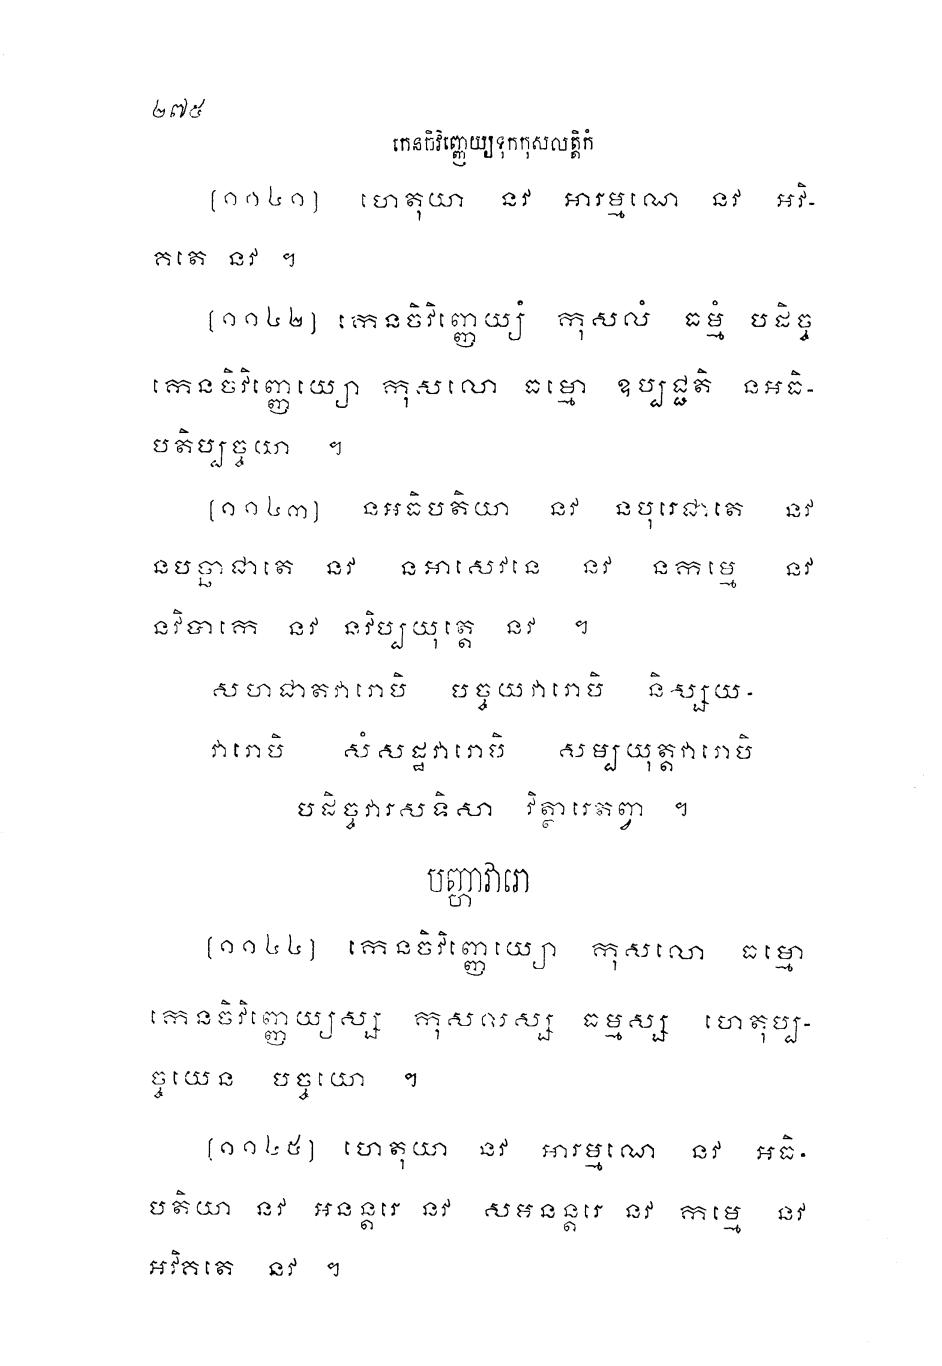 ២៧៥
កេនចិវិញ្ញេយ្យទុកកុសលត្តិកំ
[១១៤១] ហេតុយា នវ អារម្មណេ នវ អវិ-
កតេ នវ ។
[១១៤២] កេនចិវិញ្ញេយ្យំ កុសលំ ធម្មំ បដិច្ច
កេនចិវិញ្ញេយ្យោ កុសលោ ធម្មោ ឧប្បជ្ជតិ នអធិ-
បតិប្បច្ចយា ។
[១១៤៣] នអធិបតិយា នវ នបុរេជាតេ នវ
នបច្ឆាជាតេ នវ នអាសេវនេ នវ នកម្មេ នវ
នវិបាកេ នវ នវិប្បយុត្តេ នវ ។
សហជាតវារោបិ បច្ចយវារោបិ និស្សយ-
វារោបិ សំសដ្ឋវារោបិ សម្បយុត្តវារោបិ
បដិច្ចវារសទិសា វិត្ថារេតព្វា ។
បញ្ហាវារោ
[១១៤៤] កេនចិវិញ្ញេយ្យោ កុសលោ ធម្មោ
កេនចិវិញ្ញេយ្យស្ស កុសលស្ស ធម្មស្ស ហេតុប្ប-
ច្ចយេន បច្ចយោ ។
[១១៤៥] ហេតុយា នវ អារម្មណេ នវ អធិ-
បតិយា នវ អនន្តរេ នវ សមនន្តរេ នវ កម្មេ នវ
អវិកតេ នវ ។